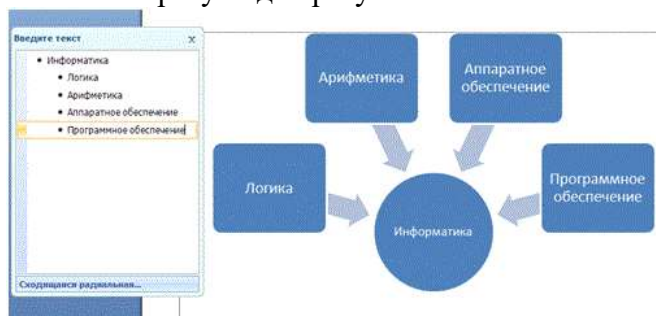 Введите текст
x
• Информатика
• Логика
• Арифметика
• Аппаратное обеспечение
• Программное обеспечение
Сходящаяся радиальная...
Арифметика
Аппаратное
обеспечение
Логика
Программное
обеспечение
Информатика